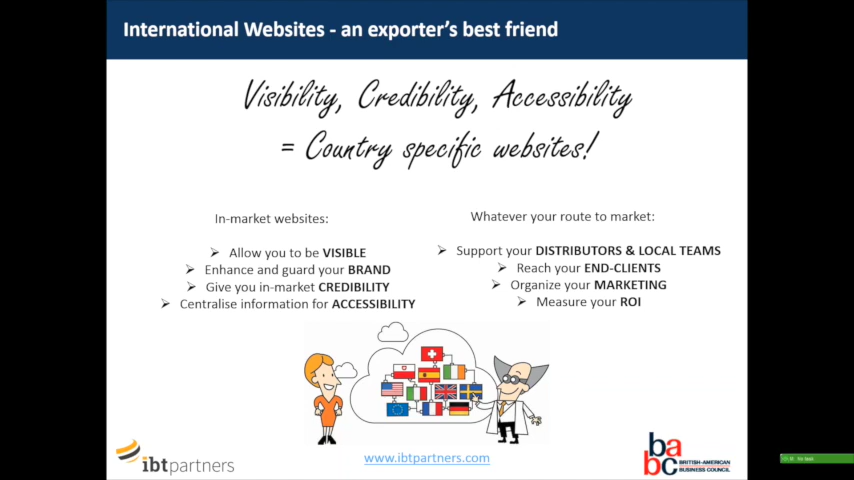 International Websites - an exporter's best friend
Visibility, Credibility, Accessibility
= Country specific websites!
In-market websites:
Allow you to be VISIBLE
Enhance and guard your BRAND
Give you in-market CREDIBILITY
Centralise information for ACCESSIBILITY
Whatever your route to market:
Support your DISTRIBUTORS & LOCAL TEAMS
Reach your END-CLIENTS
Organize your MARKETING
Measure your ROI
ibtpartners
www.ibtpartners.com
babc
BRITISH-AMERICAN
BUSINESS COUNCIL